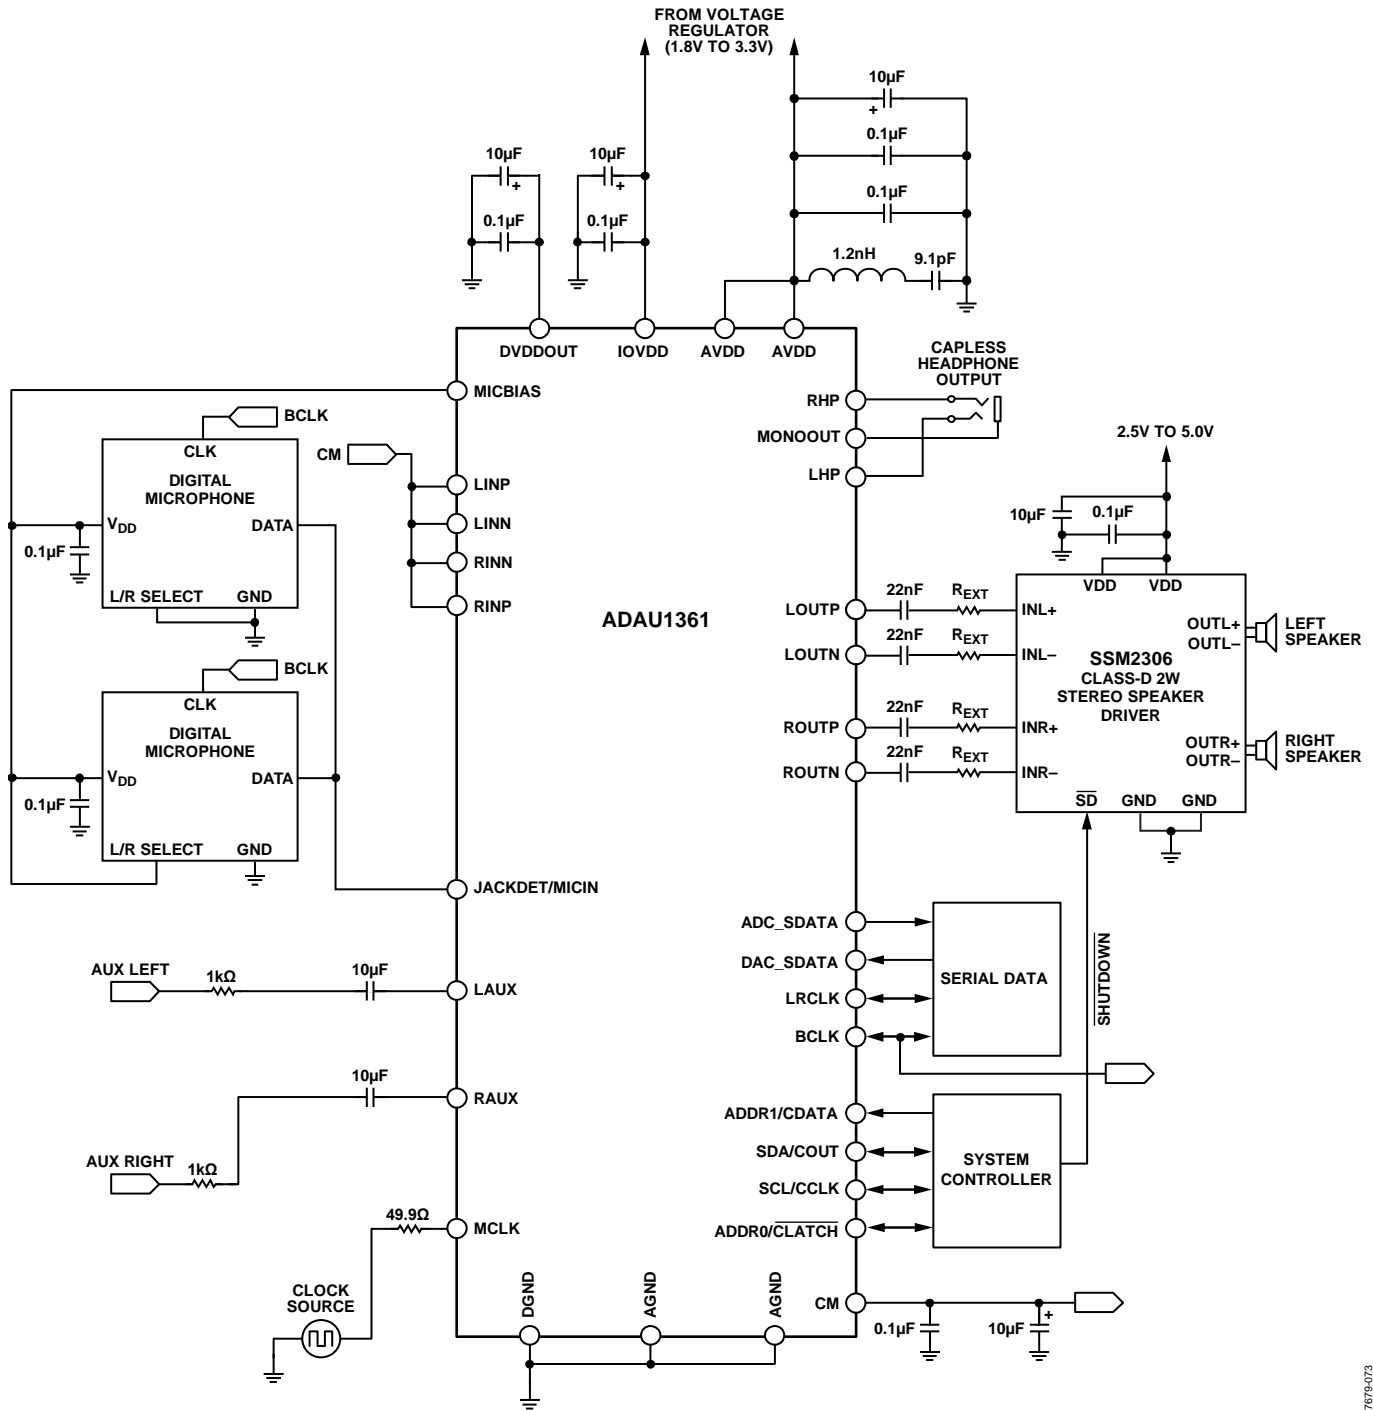 FROM VOLTAGE
REGULATOR
(1.8V TO 3.3V)
10µF
0.1µF
0.1µF
1.2nH
9.1pF
10µF
0.1µF
10µF
0.1µF
DVDDOUT
IOVDD
AVDD
AVDD
MICBIAS
BCLK
CLK
DIGITAL
MICROPHONE
VDD
DATA
0.1µF
L/R SELECT
GND
BCLK
CLK
DIGITAL
MICROPHONE
VDD
DATA
0.1µF
L/R SELECT
GND
CM
LINP
LINN
RINN
RINP
JACKDET/MICIN
AUX LEFT
1kΩ
10µF
LAUX
10µF
RAUX
AUX RIGHT
1kΩ
49.9Ω
MCLK
CLOCK
SOURCE
ADAU1361
DGND
AGND
AGND
CAPLESS
HEADPHONE
OUTPUT
RHP
MONOOUT
LHP
2.5V TO 5.0V
10µF
0.1µF
VDD
VDD
LOUTP
22nF
REXT
INL+
LOUTN
22nF
REXT
INL–
ROUTP
22nF
REXT
INR+
ROUTN
22nF
REXT
INR–
SSM2306
CLASS-D 2W
STEREO SPEAKER
DRIVER
OUTL+
OUTL–
LEFT
SPEAKER
OUTR+
OUTR–
RIGHT
SPEAKER
SD
GND
GND
SHUTDOWN
ADC_SDATA
DAC_SDATA
LRCLK
BCLK
SERIAL DATA
ADDR1/CDATA
SDA/COUT
SCL/CCLK
ADDR0/CLATCH
SYSTEM
CONTROLLER
CM
0.1µF
10µF
7679-073